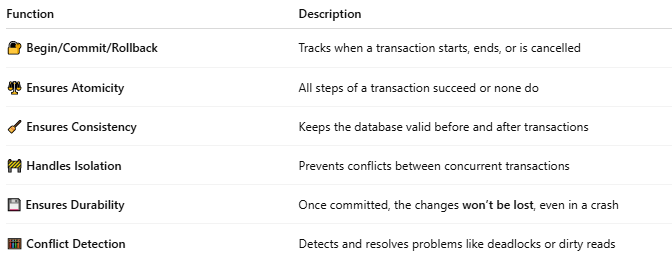 Function Description
Begin/Commit/Rollback Tracks when a transaction starts, ends, or is cancelled
Ensures Atomicity All steps of a transaction succeed or none do
Ensures Consistency Keeps the database valid before and after transactions
Handles Isolation Prevents conflicts between concurrent transactions
Ensures Durability Once committed, the changes won't be lost, even in a crash
Conflict Detection Detects and resolves problems like deadlocks or dirty reads